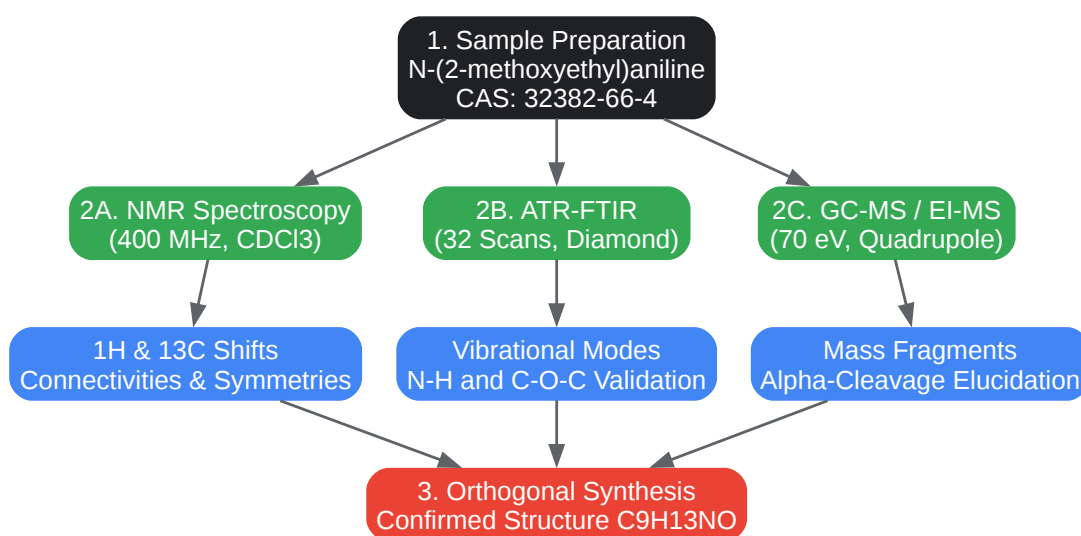 1. Sample Preparation
N-(2-methoxyethyl)aniline
CAS: 32382-66-4
2A. NMR Spectroscopy
(400 MHz, CDCl3)
2B. ATR-FTIR
(32 Scans, Diamond)
2C. GC-MS / EI-MS
(70 eV, Quadrupole)
1H & 13C Shifts
Connectivities & Symmetries
Vibrational Modes
N-H and C-O-C Validation
Mass Fragments
Alpha-Cleavage Elucidation
3. Orthogonal Synthesis
Confirmed Structure C9H13NO